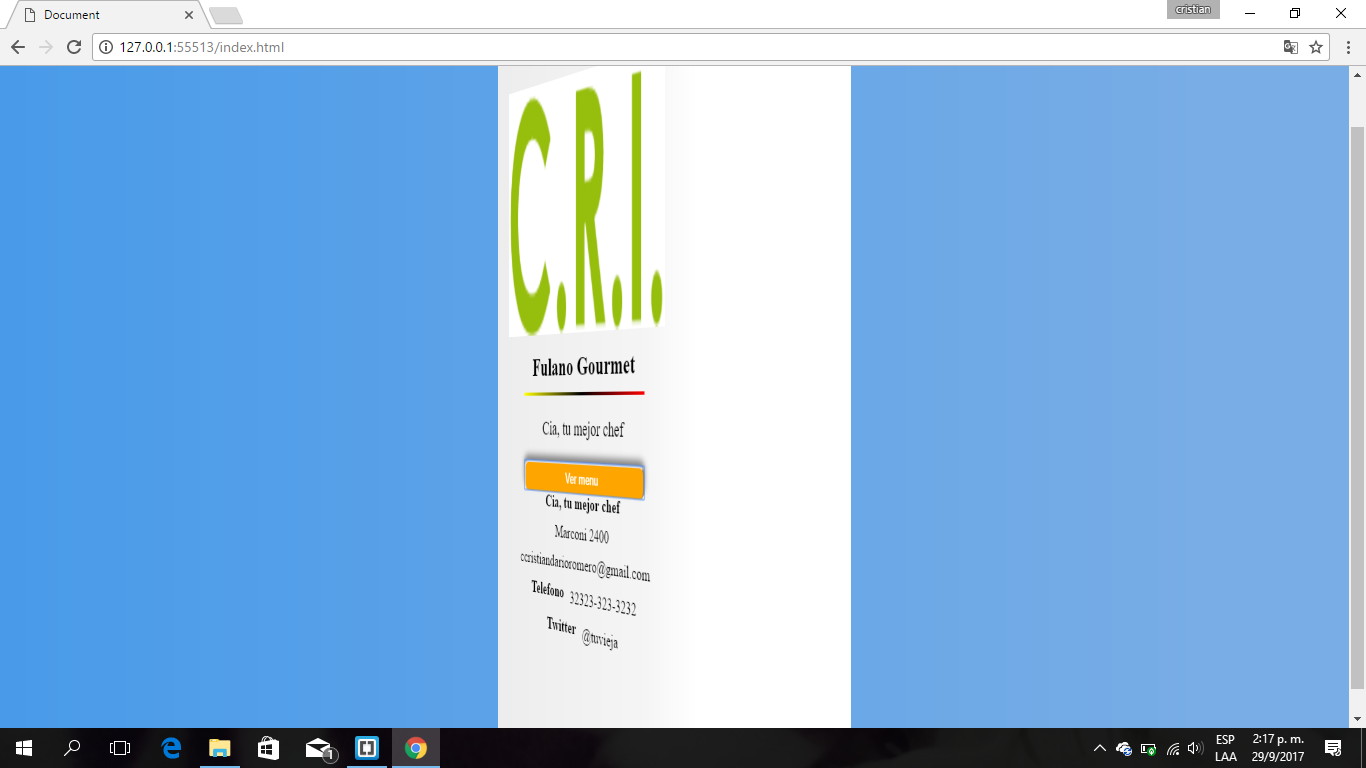 Document
cristian
127.0.0.1:55513/index.html
C.R.I.
Fulano Gourmet
Cia, tu mejor chef
Ver menu
Cia, tu mejor chef
Marconi 2400
ccristiandarioromero@gmail.com
Telefono 32323-323-3232
Twitter @tuvieja
1
ESP
LAA
2:17 p. m.
29/9/2017